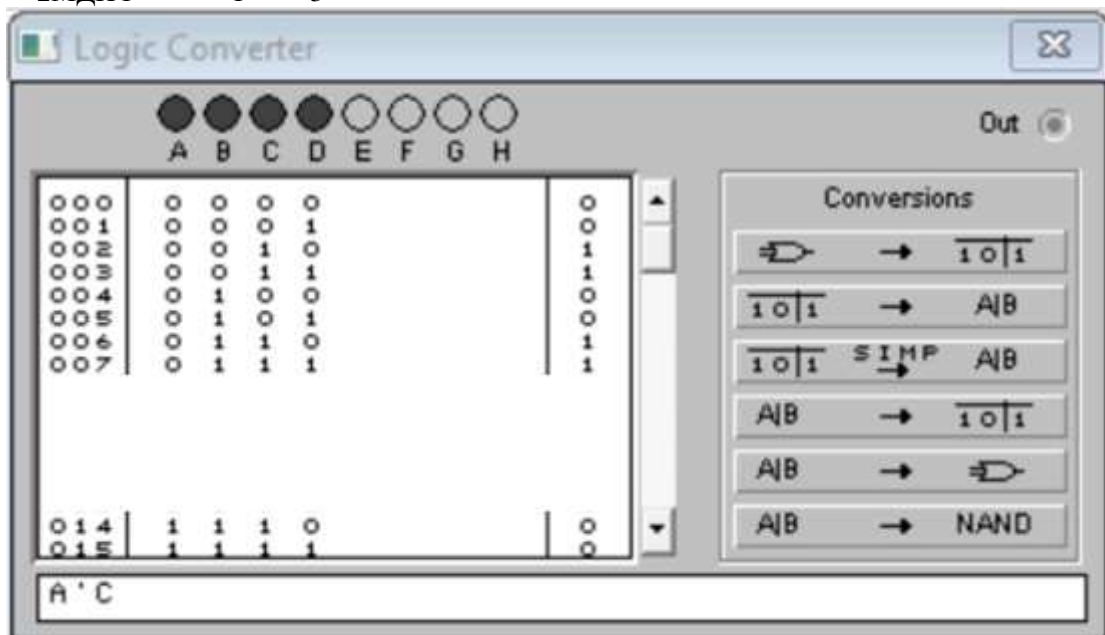 Logic Converter
Out
A B C D E F G H
000 0 0 0 0 0
001 0 0 0 1 0
002 0 0 1 0 1
003 0 0 1 1 1
004 0 1 0 0 0
005 0 1 0 1 0
006 0 1 1 0 1
007 0 1 1 1 1
014 1 1 1 0 0
015 1 1 1 1 0
Conversions
→ 1 0|1
1 0|1 → A|B
1 0|1 SIMP → A|B
A|B → 1 0|1
A|B →
A|B → NAND
A'C